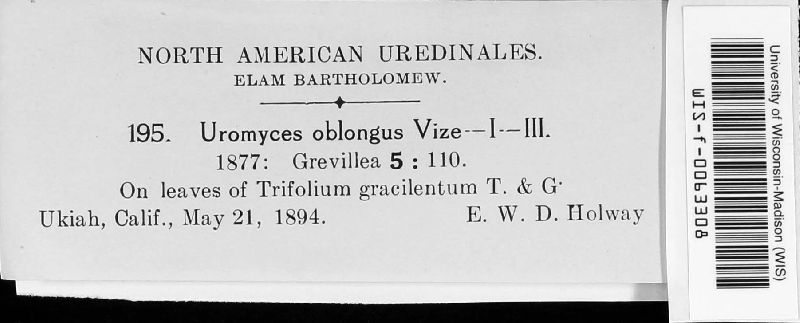 NORTH AMERICAN UREDINALES.
ELAM BARTHOLOMEW.
195. Uromyces oblongus Vize--I--III.
1877: Grevillea 5 : 110.
On leaves of Trifolium gracilentum T. & G.
Ukiah, Calif., May 21, 1894. E. W. D. Holway
University of Wisconsin-Madison (WIS)
WIS-f-0093308